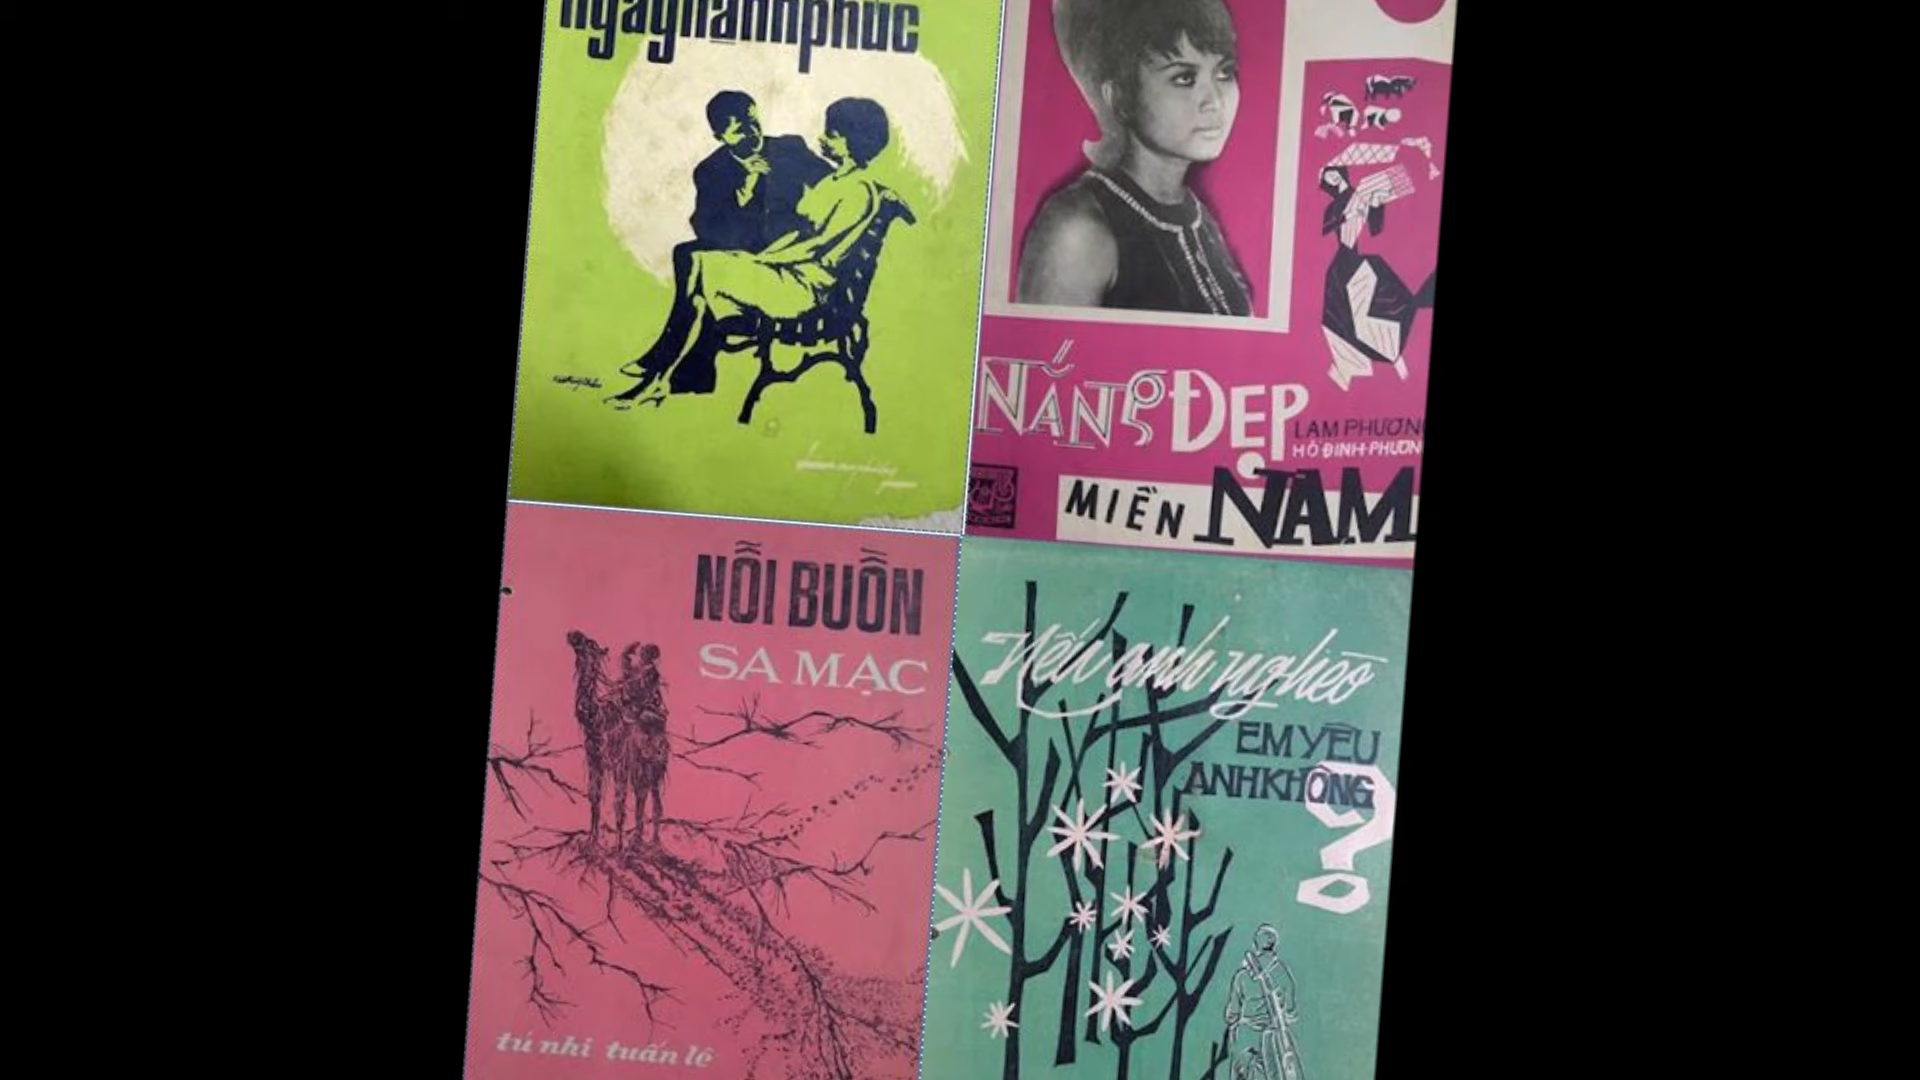 ngày hạnh phúc
NẮNG ĐẸP
LAM PHƯƠNG
HỒ ĐÌNH-PHƯƠNG
MIỀN NAM
NỖI BUỒN
SA MẠC
tú nhi tuấn lê
Nếu anh nghèo
EM YÊU
ANH KHÔNG
?